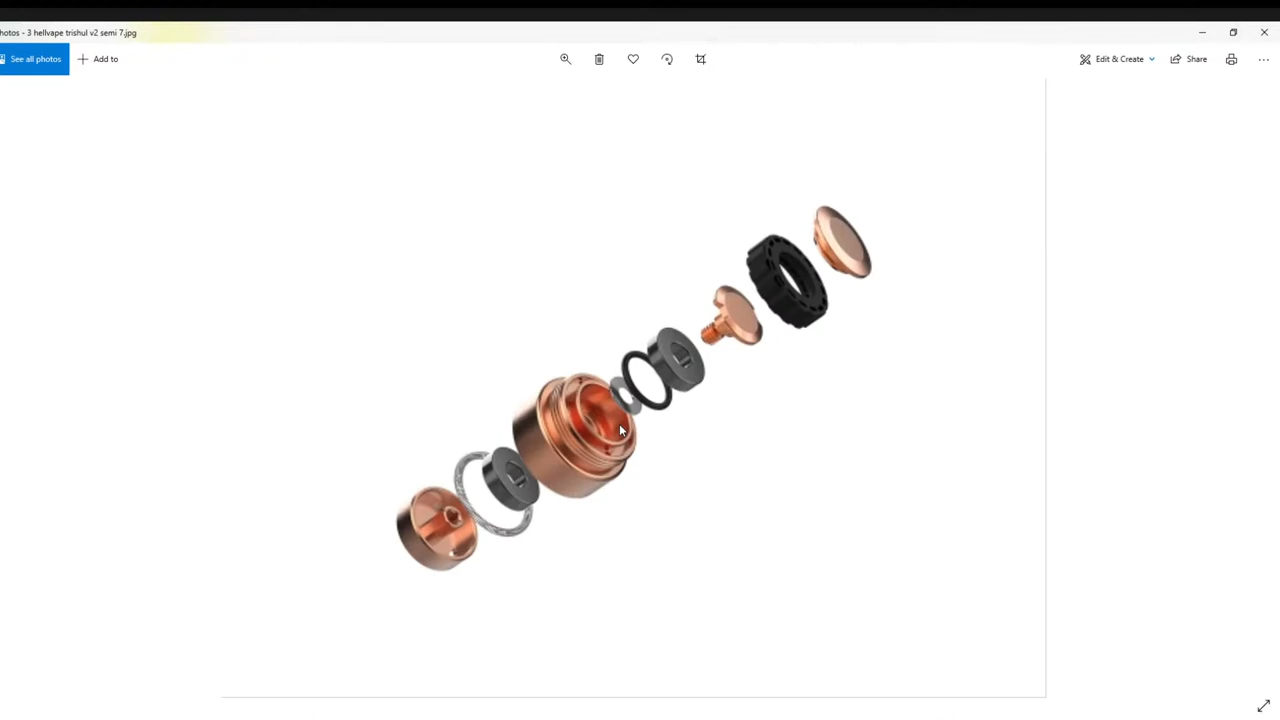 hotos - 3 hellvape trishul v2 semi 7.jpg
See all photos
Add to
Edit & Create
Share